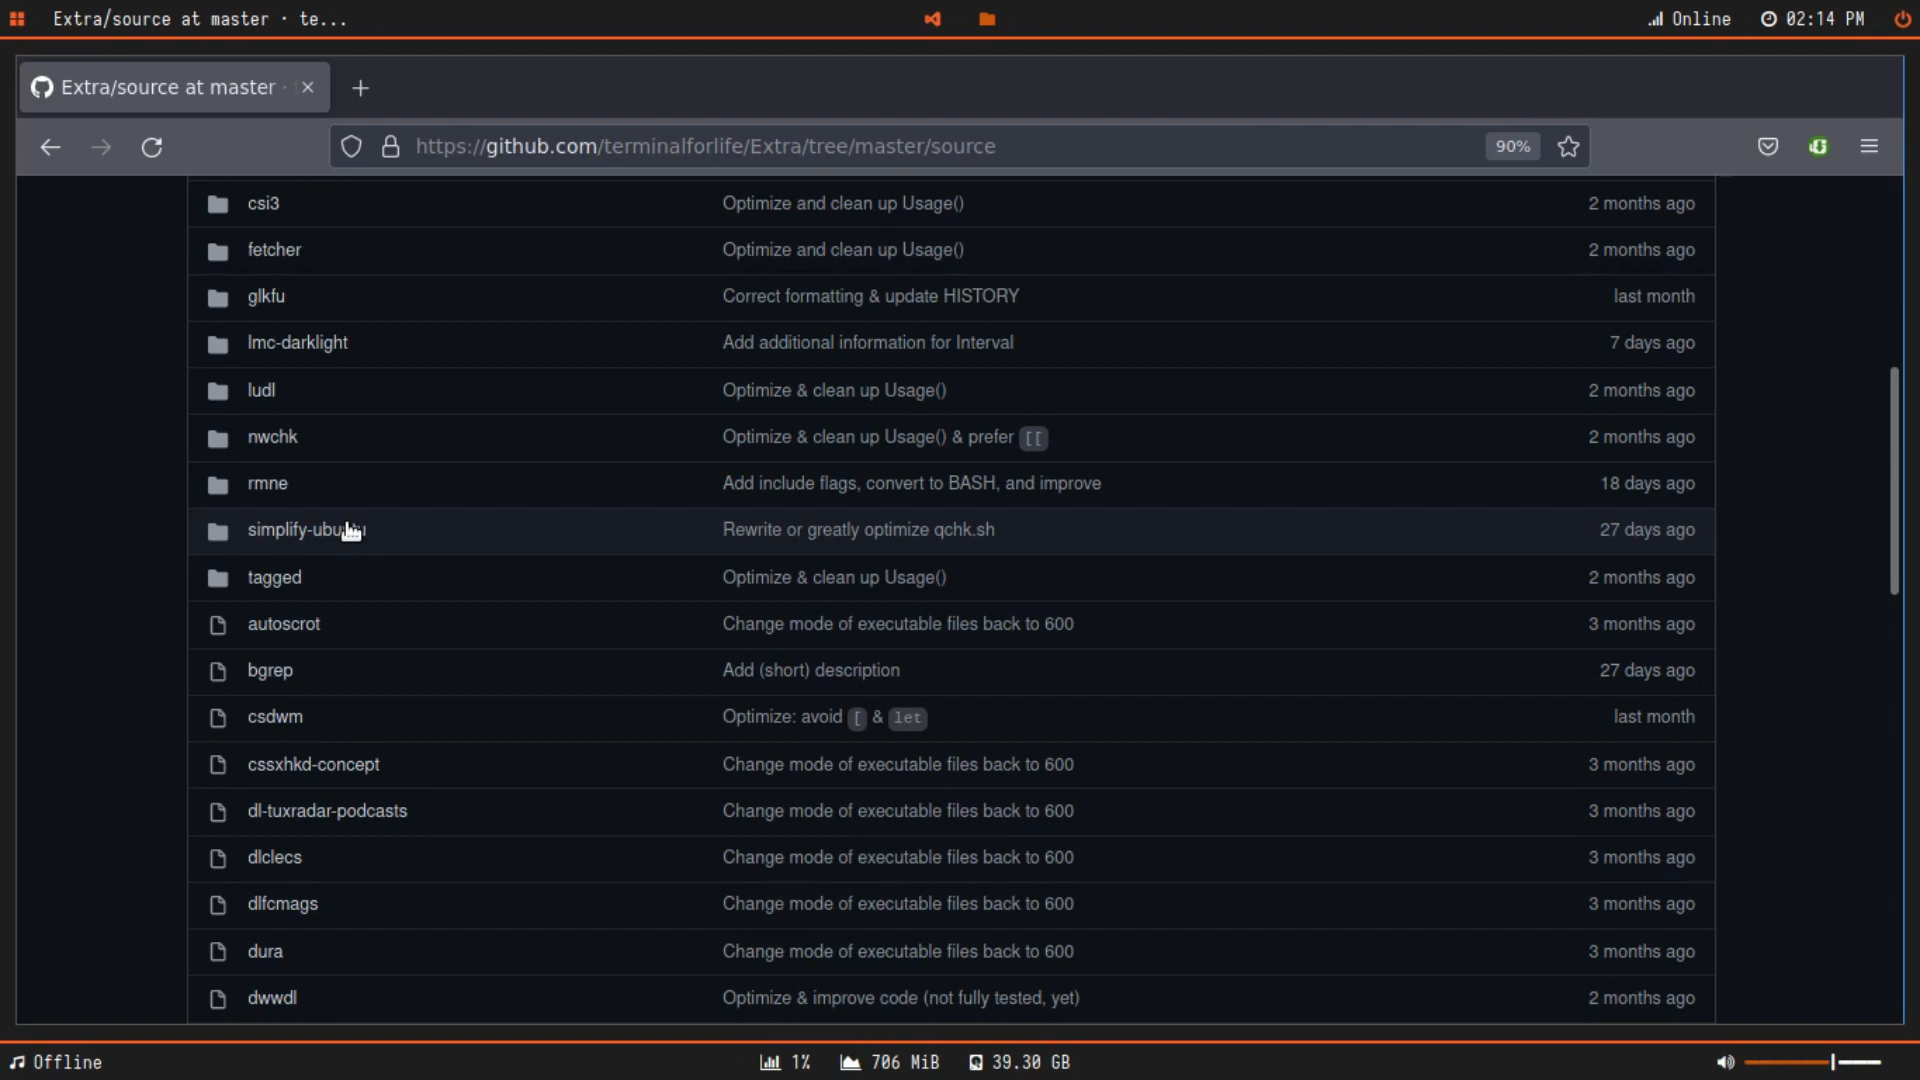 Extra/source at master · te...
Online 02:14 PM
Extra/source at master ·
https://github.com/terminalforlife/Extra/tree/master/source 90%
csi3 Optimize and clean up Usage() 2 months ago
fetcher Optimize and clean up Usage() 2 months ago
glkfu Correct formatting & update HISTORY last month
lmc-darklight Add additional information for Interval 7 days ago
ludl Optimize & clean up Usage() 2 months ago
nwchk Optimize & clean up Usage() & prefer [[ 2 months ago
rmne Add include flags, convert to BASH, and improve 18 days ago
simplify-ubuntu Rewrite or greatly optimize qchk.sh 27 days ago
tagged Optimize & clean up Usage() 2 months ago
autoscrot Change mode of executable files back to 600 3 months ago
bgrep Add (short) description 27 days ago
csdwm Optimize: avoid [ & let last month
cssxhkd-concept Change mode of executable files back to 600 3 months ago
dl-tuxradar-podcasts Change mode of executable files back to 600 3 months ago
dlclecs Change mode of executable files back to 600 3 months ago
dlfcmags Change mode of executable files back to 600 3 months ago
dura Change mode of executable files back to 600 3 months ago
dwwdl Optimize & improve code (not fully tested, yet) 2 months ago
Offline 1% 706 MiB 39.30 GB